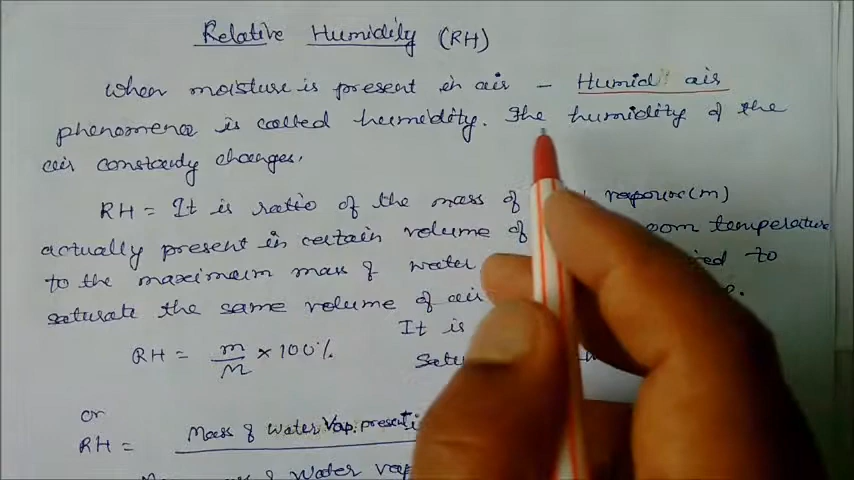 Relative Humidity (RH)
When moisture is present in air – Humid air
phenomena is called humidity. The humidity of the
air constantly changes.
RH = It is ratio of the mass of vapour(m)
actually present in certain volume of room temperature
to the maximum mass of water to
saturate the same volume of air
RH = m/M × 100% It is
or
RH = Mass of water Vap. present
of Water vap